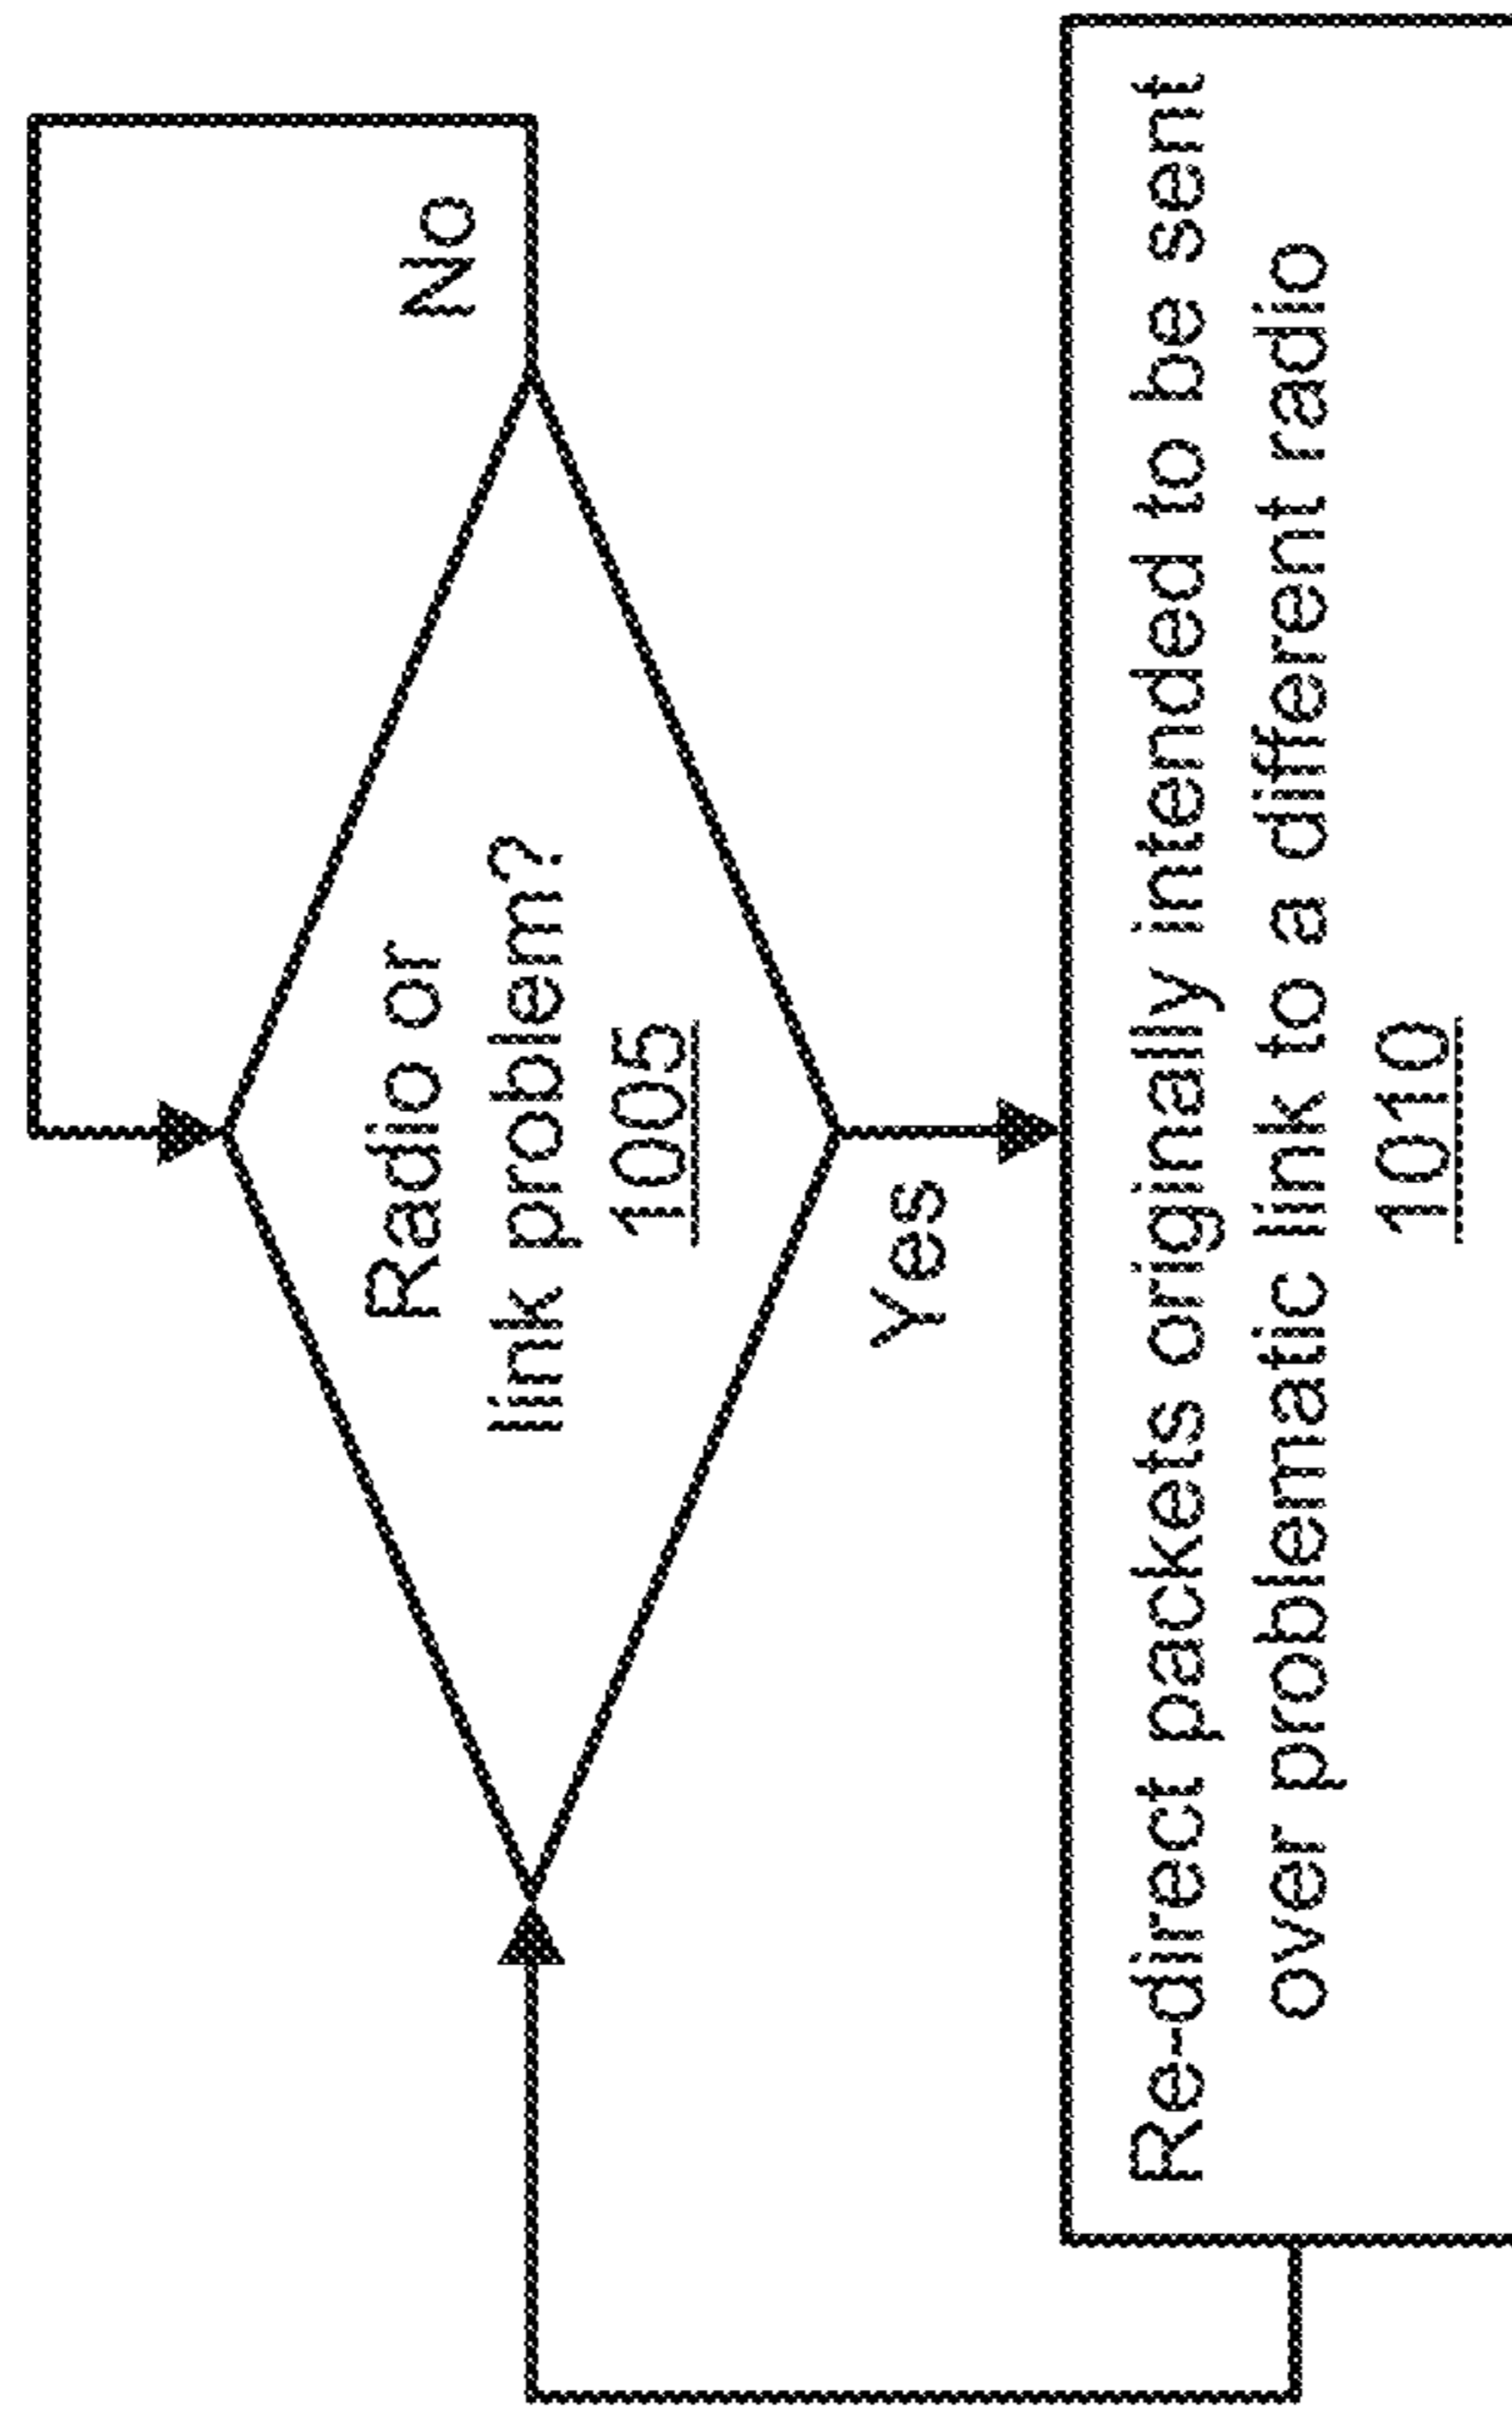 No
Radio or
link problem?
1005
Yes
Re-direct packets originally intended to be sent
over problematic link to a different radio
1010